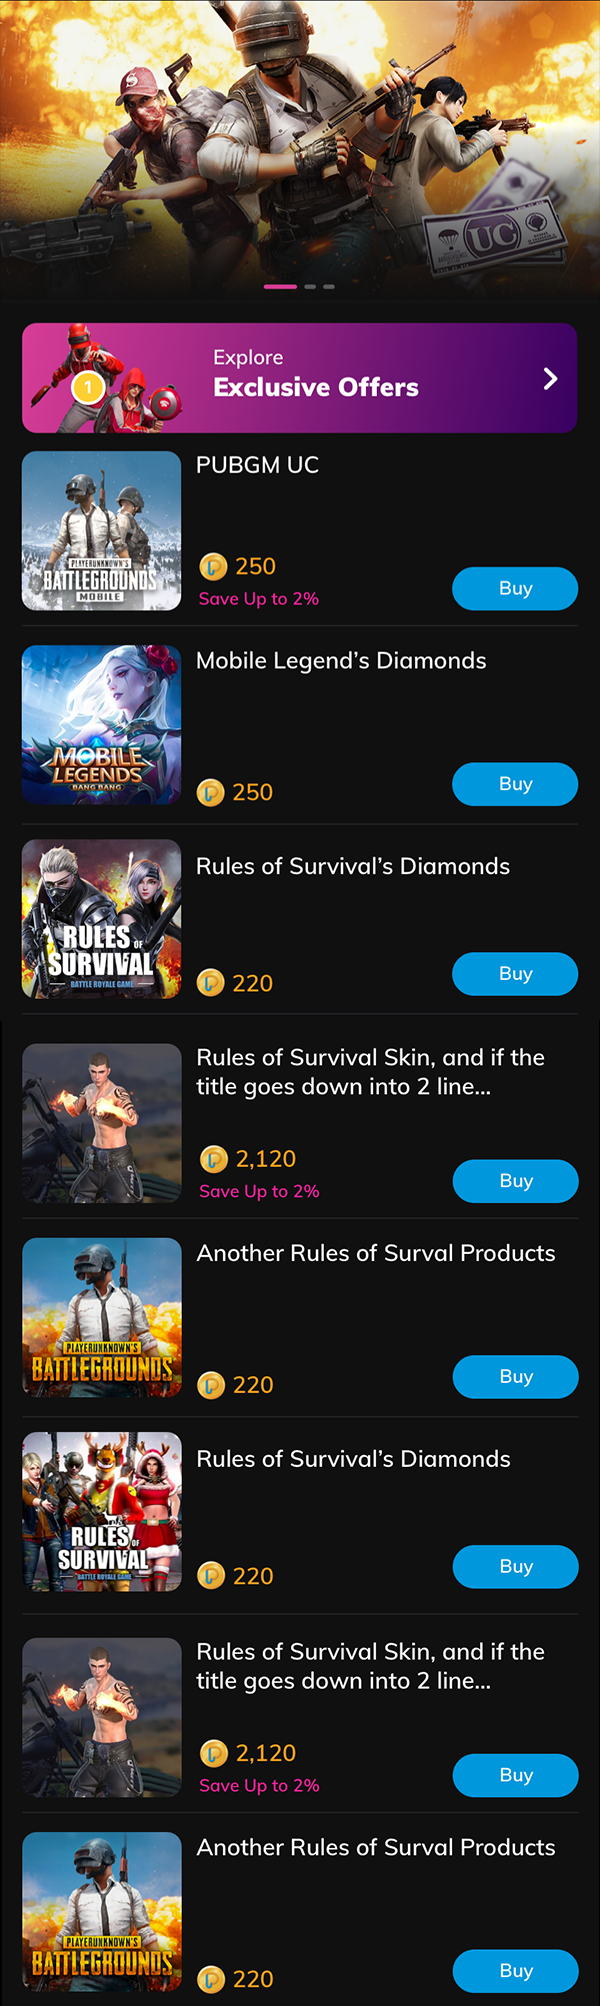 UC
Explore
1
Exclusive Offers
PUBGM UC
PLAYERUNKNOWN'S
BATTLEGROUNDS
MOBILE
250
Save Up to 2%
Buy
Mobile Legend’s Diamonds
MOBILE
LEGENDS
BANG BANG
250
Buy
Rules of Survival’s Diamonds
RULES OF
SURVIVAL
BATTLE ROYALE GAME
220
Buy
Rules of Survival Skin, and if the
title goes down into 2 line...
2,120
Save Up to 2%
Buy
Another Rules of Surval Products
PLAYERUNKNOWN'S
BATTLEGROUNDS
220
Buy
Rules of Survival’s Diamonds
RULES OF
SURVIVAL
BATTLE ROYALE GAME
220
Buy
Rules of Survival Skin, and if the
title goes down into 2 line...
2,120
Save Up to 2%
Buy
Another Rules of Surval Products
PLAYERUNKNOWN'S
BATTLEGROUNDS
220
Buy